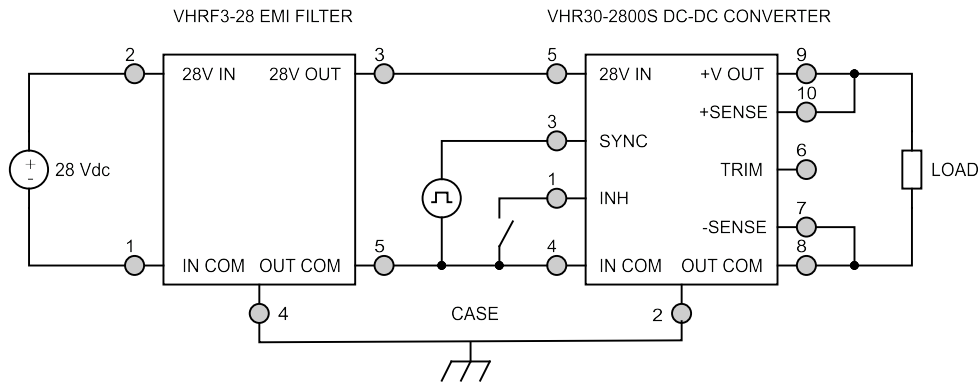 VHRF3-28 EMI FILTER
VHR30-2800S DC-DC CONVERTER
2
3
5
9
28V IN
28V OUT
28V IN
+V OUT
10
+SENSE
3
SYNC
6
TRIM
+
-
28 Vdc
LOAD
1
INH
7
-SENSE
1
5
4
8
IN COM
OUT COM
IN COM
OUT COM
4
CASE
2